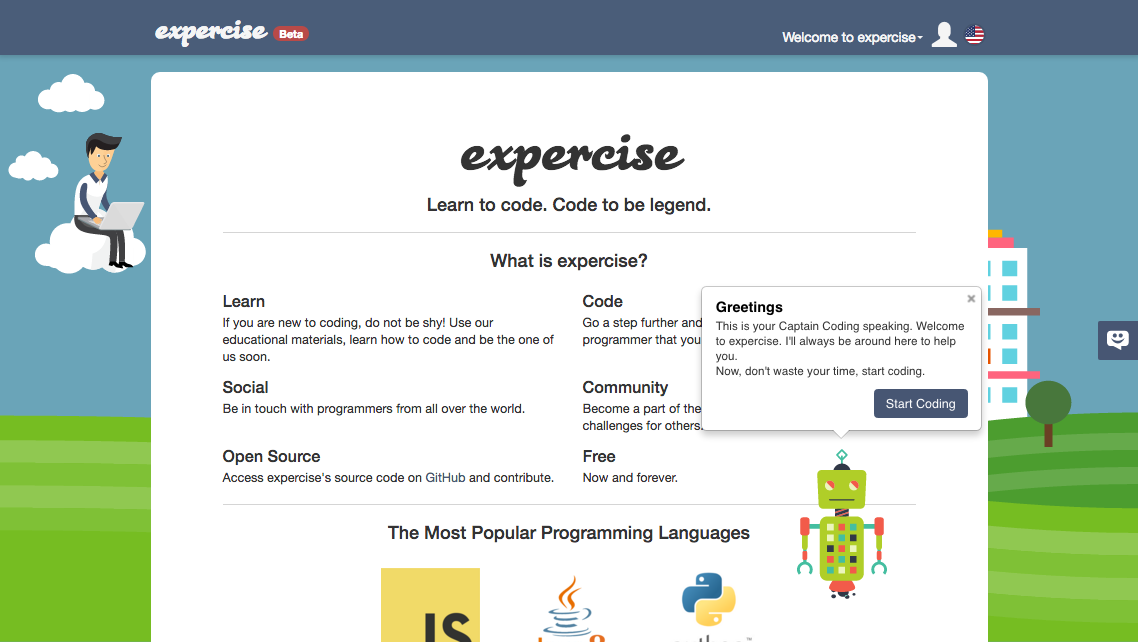 expercise Beta
Welcome to expercise
expercise
Learn to code. Code to be legend.
What is expercise?
Learn
If you are new to coding, do not be shy! Use our
educational materials, learn how to code and be the one of
us soon.
Code
Go a step further and
programmer that you
Social
Be in touch with programmers from all over the world.
Community
Become a part of the
challenges for others.
Open Source
Access expercise's source code on GitHub and contribute.
Free
Now and forever.
Greetings
This is your Captain Coding speaking. Welcome
to expercise. I'll always be around here to help
you.
Now, don't waste your time, start coding.
Start Coding
The Most Popular Programming Languages
JS